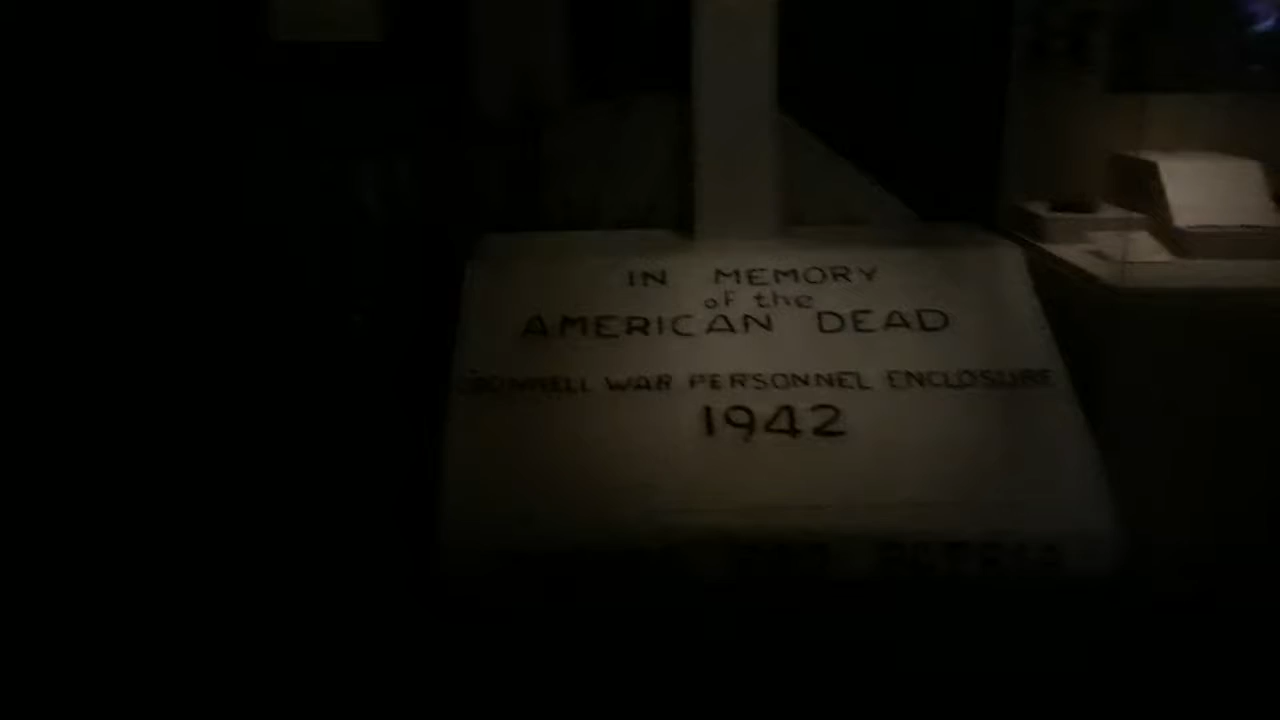 IN MEMORY
of the
AMERICAN DEAD
WAR PERSONNEL ENCLOSURE
1942